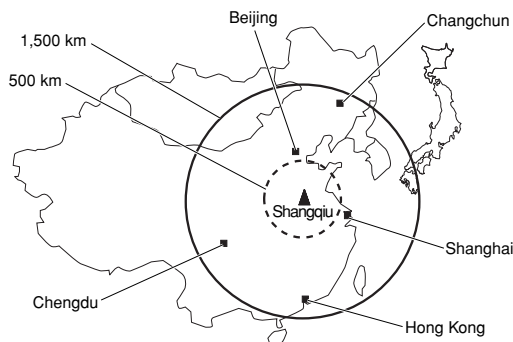 Beijing
Changchun
1,500 km
500 km
Shangqiu
Shanghai
Chengdu
Hong Kong